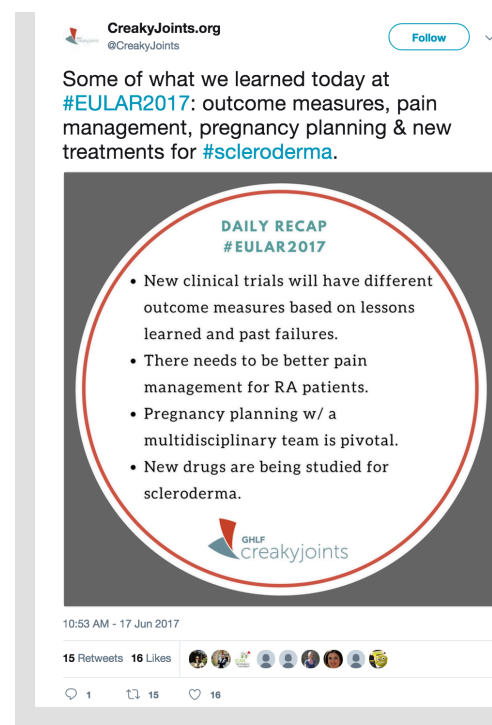 CreakyJoints.org
@CreakyJoints
Follow
Some of what we learned today at
#EULAR2017: outcome measures, pain
management, pregnancy planning & new
treatments for #scleroderma.
DAILY RECAP
#EULAR2017
• New clinical trials will have different
outcome measures based on lessons
learned and past failures.
• There needs to be better pain
management for RA patients.
• Pregnancy planning w/ a
multidisciplinary team is pivotal.
• New drugs are being studied for
scleroderma.
GHLF
creakyjoints
10:53 AM - 17 Jun 2017
15 Retweets 16 Likes
1 15 16